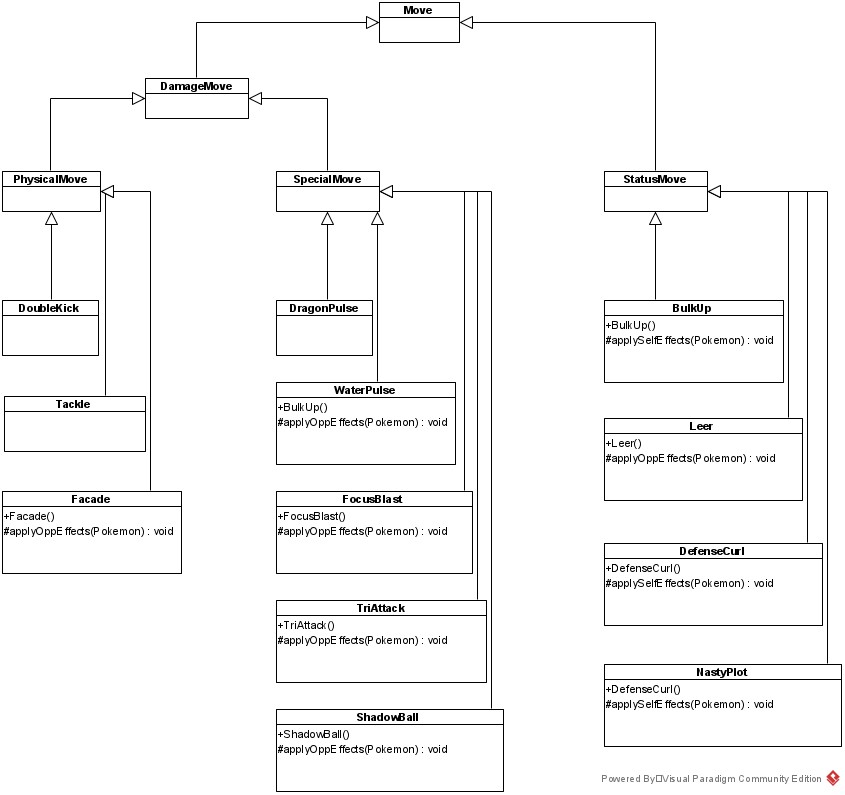 Move
DamageMove
PhysicalMove
SpecialMove
StatusMove
DoubleKick
DragonPulse
BulkUp
+BulkUp()
#applySelfEffects(Pokemon) : void
Tackle
WaterPulse
+BulkUp()
#applyOppEffects(Pokemon) : void
Leer
+Leer()
#applyOppEffects(Pokemon) : void
Facade
+Facade()
#applyOppEffects(Pokemon) : void
FocusBlast
+FocusBlast()
#applyOppEffects(Pokemon) : void
DefenseCurl
+DefenseCurl()
#applySelfEffects(Pokemon) : void
TriAttack
+TriAttack()
#applyOppEffects(Pokemon) : void
NastyPlot
+DefenseCurl()
#applySelfEffects(Pokemon) : void
ShadowBall
+ShadowBall()
#applyOppEffects(Pokemon) : void
Powered By Visual Paradigm Community Edition